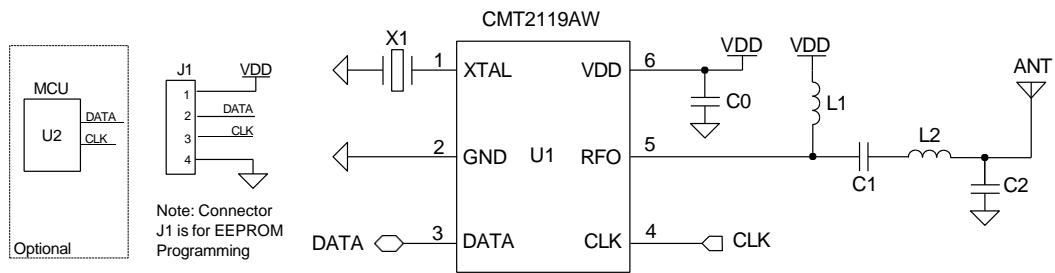 CMT2119AW
MCU
U2
DATA
CLK
Optional
J1
VDD
1
2
DATA
3
CLK
4
Note: Connector
J1 is for EEPROM
Programming
X1
1
XTAL
2
GND
DATA
3
DATA
U1
VDD
6
VDD
C0
RFO
5
CLK
4
CLK
VDD
L1
C1
L2
C2
ANT